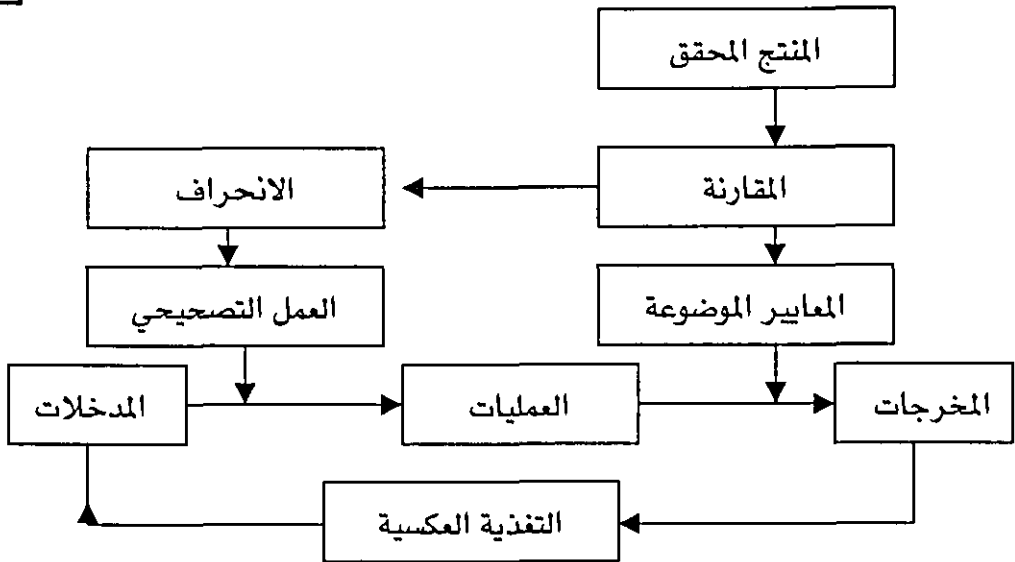 المنتج المحقق
المقارنة
الانحراف
المعايير الموضوعة
العمل التصحيحي
المخرجات
العمليات
المدخلات
التغذية العكسية